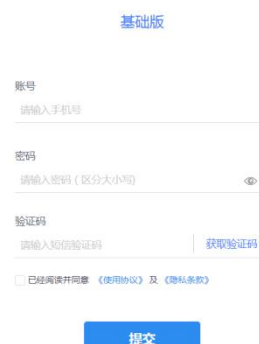 基础版
账号
请输入手机号
密码
请输入密码 ( 区分大小写)
验证码
请输入短信验证码 获取验证码
已经阅读并同意 《使用协议》 及 《隐私条款》
提交